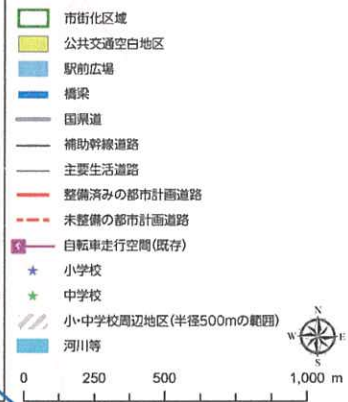 市街化区域
公共交通空白地区
駅前広場
橋梁
国県道
補助幹線道路
主要生活道路
整備済みの都市計画道路
未整備の都市計画道路
自転車走行空間(既存)
小学校
中学校
小・中学校周辺地区(半径500mの範囲)
河川等
N
W E
S
0 250 500 1,000 m